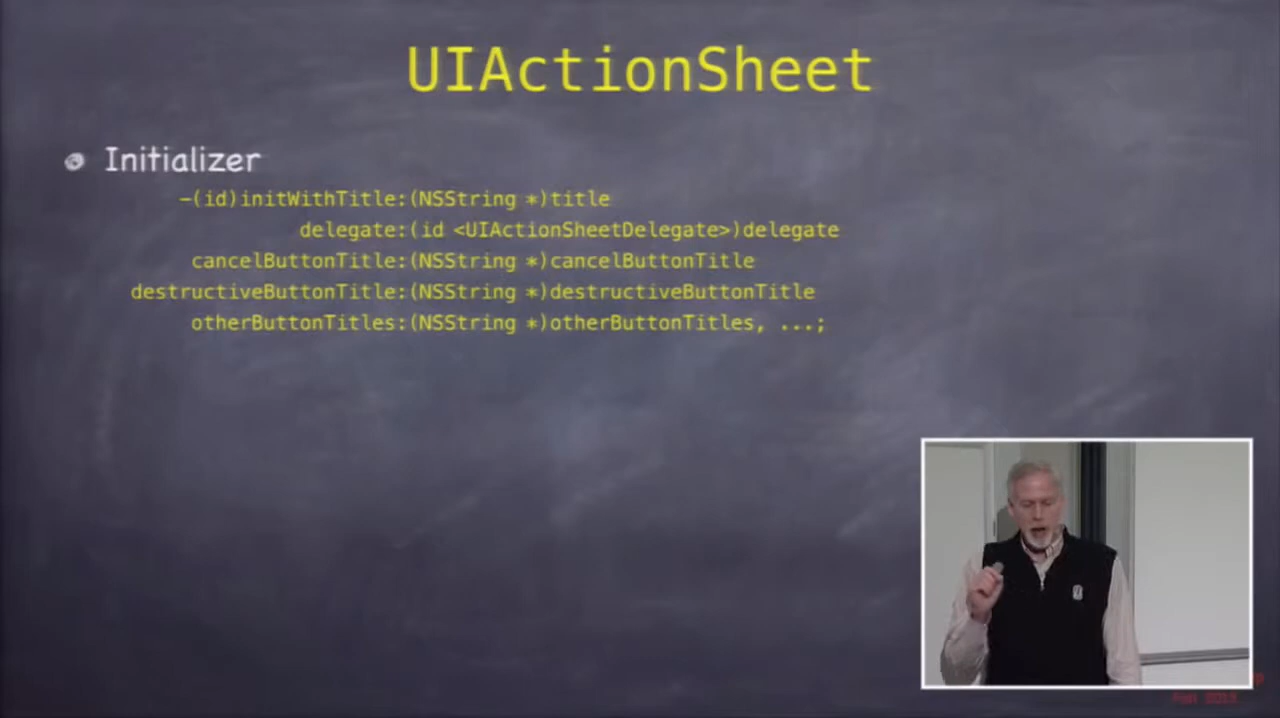 UIActionSheet
Initializer
-(id)initWithTitle:(NSString *)title
delegate:(id <UIActionSheetDelegate>)delegate
cancelButtonTitle:(NSString *)cancelButtonTitle
destructiveButtonTitle:(NSString *)destructiveButtonTitle
otherButtonTitles:(NSString *)otherButtonTitles, ...;